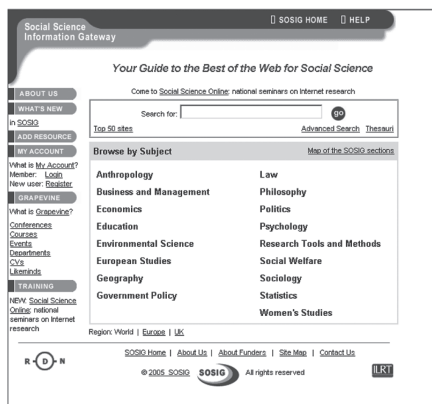 Social Science
Information Gateway
SOSIG HOME HELP
Your Guide to the Best of the Web for Social Science
Come to Social Science Online; national seminars on Internet research
Search for: go
Top 50 sites Advanced Search Thesauri
ABOUT US
WHAT'S NEW
in SOSIG
ADD RESOURCE
MY ACCOUNT
What is My Account?
Member: Login
New user: Register
GRAPEVINE
What is Grapevine?
Conferences
Courses
Events
Departments
CVs
Likeminds
TRAINING
NEW: Social Science
Online; national
seminars on Internet
research
Browse by Subject Map of the SOSIG sections
Anthropology
Business and Management
Economics
Education
Environmental Science
European Studies
Geography
Government Policy
Law
Philosophy
Politics
Psychology
Research Tools and Methods
Social Welfare
Sociology
Statistics
Women's Studies
Region: World | Europe | UK
SOSIG Home | About Us | About Funders | Site Map | Contact Us
R D N
© 2005 SOSIG SOSIG All rights reserved
ILRT